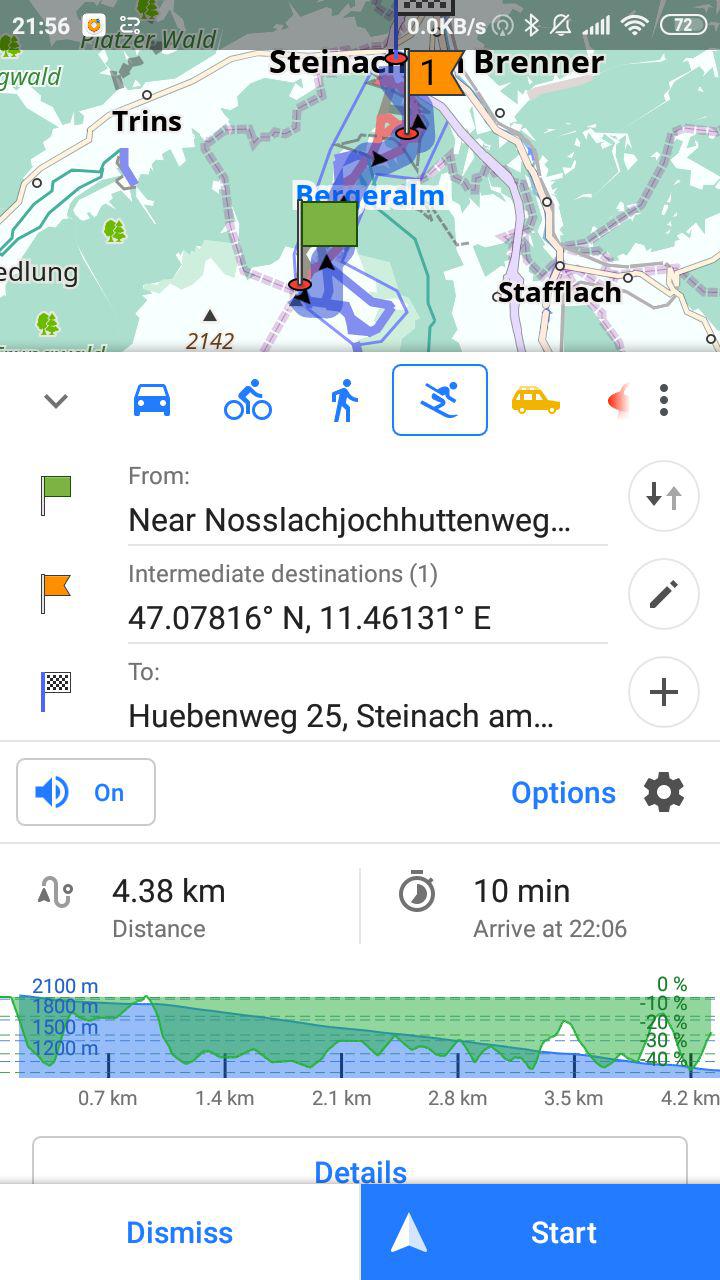 21:56
0.0KB/s
72
Platzer Wald
gwald
Steinach
Brenner
1
Trins
Bergeralm
edlung
Stafflach
2142
From:
Near Nosslachjochhuttenweg…
Intermediate destinations (1)
47.07816° N, 11.46131° E
To:
Huebenweg 25, Steinach am…
On
Options
4.38 km
10 min
Distance
Arrive at 22:06
2100 m
0 %
1800 m
-10 %
1500 m
-20 %
-30 %
1200 m
-40 %
0.7 km
1.4 km
2.1 km
2.8 km
3.5 km
4.2 km
Details
Dismiss
Start